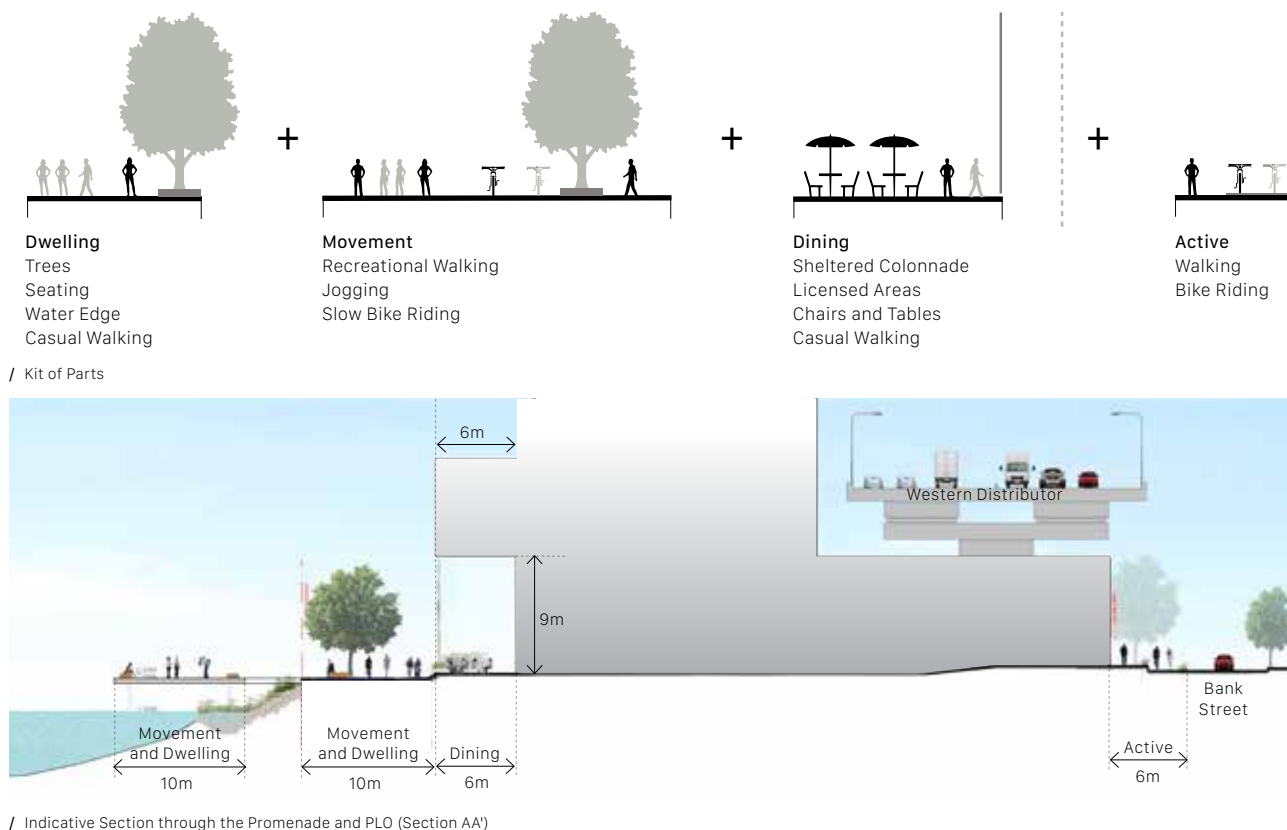 Dwelling
Trees
Seating
Water Edge
Casual Walking
Movement
Recreational Walking
Jogging
Slow Bike Riding
Dining
Sheltered Colonnade
Licensed Areas
Chairs and Tables
Casual Walking
Active
Walking
Bike Riding
/ Kit of Parts
6m
Western Distributor
9m
Bank
Street
Movement
and Dwelling
10m
Movement
and Dwelling
10m
Dining
6m
Active
6m
/ Indicative Section through the Promenade and PLO (Section AA')